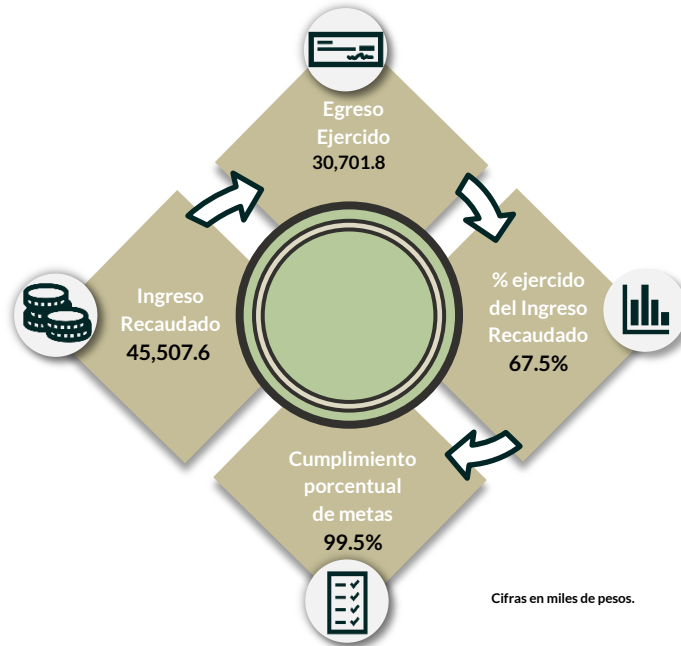 Egreso
Ejercido
30,701.8
Ingreso
Recaudado
45,507.6
% ejercido
del Ingreso
Recaudado
67.5%
Cumplimiento
porcentual
de metas
99.5%
Cifras en miles de pesos.